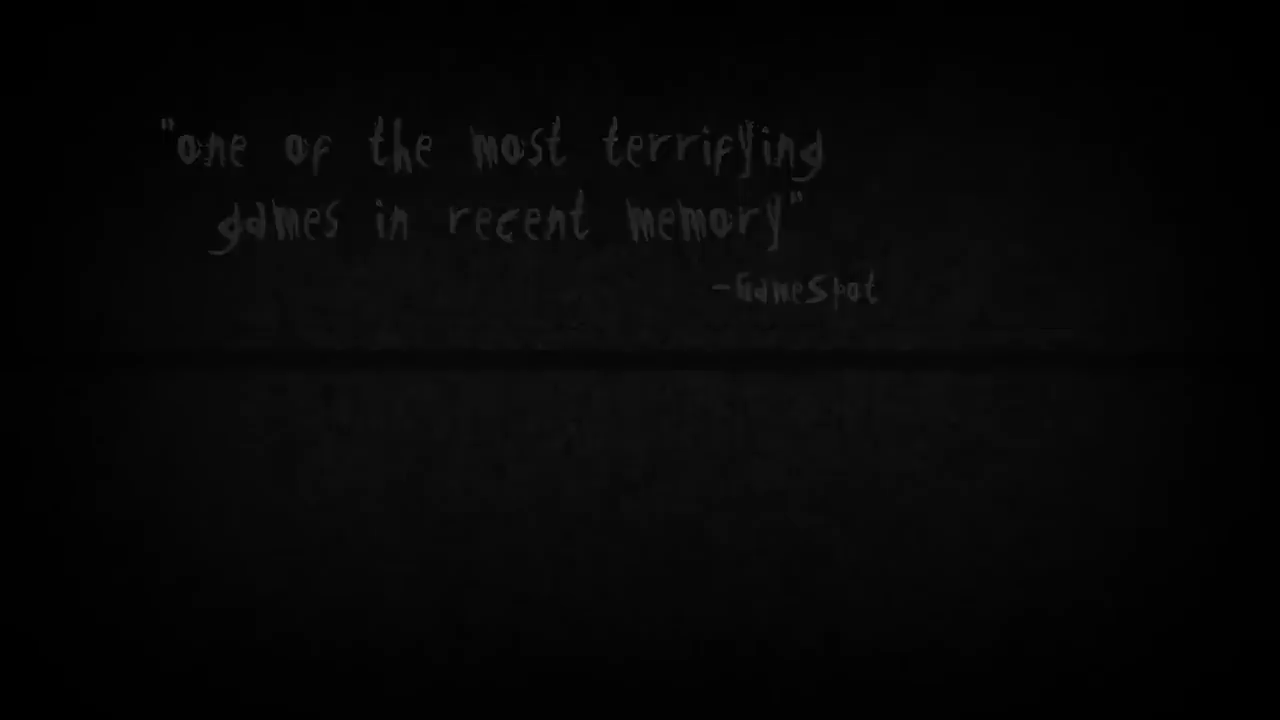 "one of the most terrifying
games in recent memory"
-GameSpot